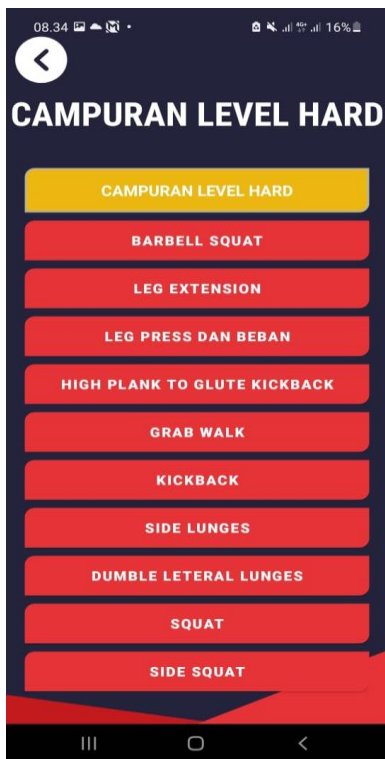 08.34
16%
CAMPURAN LEVEL HARD
CAMPURAN LEVEL HARD
BARBELL SQUAT
LEG EXTENSION
LEG PRESS DAN BEBAN
HIGH PLANK TO GLUTE KICKBACK
GRAB WALK
KICKBACK
SIDE LUNGES
DUMBLE LETERAL LUNGES
SQUAT
SIDE SQUAT